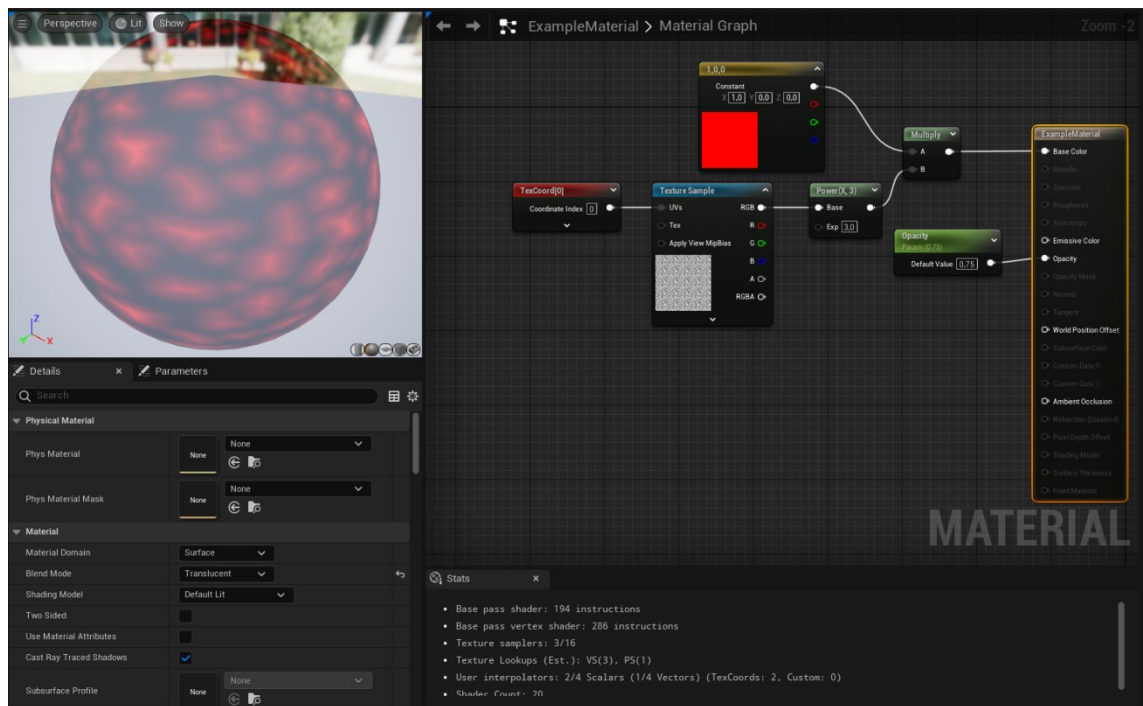 Perspective
Lit
Show
ExampleMaterial > Material Graph
Zoom -2
1,0,0
Constant
X 1,0 Y 0,0 Z 0,0
Multiply
A
B
TexCoord[0]
Coordinate Index 0
Texture Sample
UVs
RGB
Tex
R
Apply View MipBias
G
B
A
RGBA
Power(X, 3)
Base
Exp 3,0
Opacity
Param (0.75)
Default Value 0,75
ExampleMaterial
Base Color
Metallic
Specular
Roughness
Anisotropy
Emissive Color
Opacity
Opacity Mask
Normal
Tangent
World Position Offset
Subsurface Color
Custom Data 0
Custom Data 1
Ambient Occlusion
Refraction (Disabled)
Pixel Depth Offset
Shading Model
Surface Thickness
Front Material
MATERIAL
Z
Y
X
Details
Parameters
Search
Physical Material
Phys Material
None
None
Phys Material Mask
None
None
Material
Material Domain
Surface
Blend Mode
Translucent
Shading Model
Default Lit
Two Sided
Use Material Attributes
Cast Ray Traced Shadows
Subsurface Profile
None
None
Stats
Base pass shader: 194 instructions
Base pass vertex shader: 286 instructions
Texture samplers: 3/16
Texture Lookups (Est.): VS(3), PS(1)
User interpolators: 2/4 Scalars (1/4 Vectors) (TexCoords: 2, Custom: 0)
Shader Count: 20